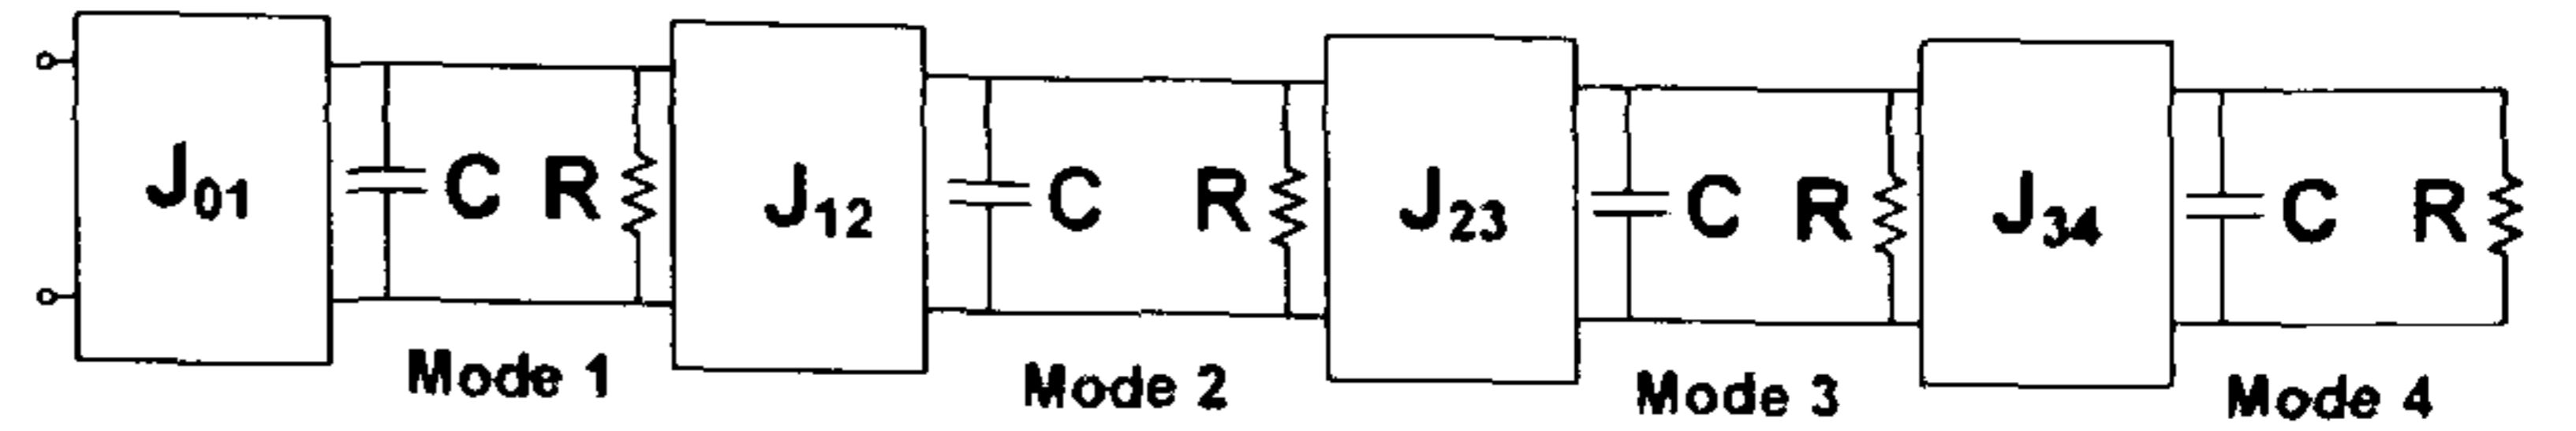 J01 C R J12 C R J23 C R J34 C R
Mode 1 Mode 2 Mode 3 Mode 4